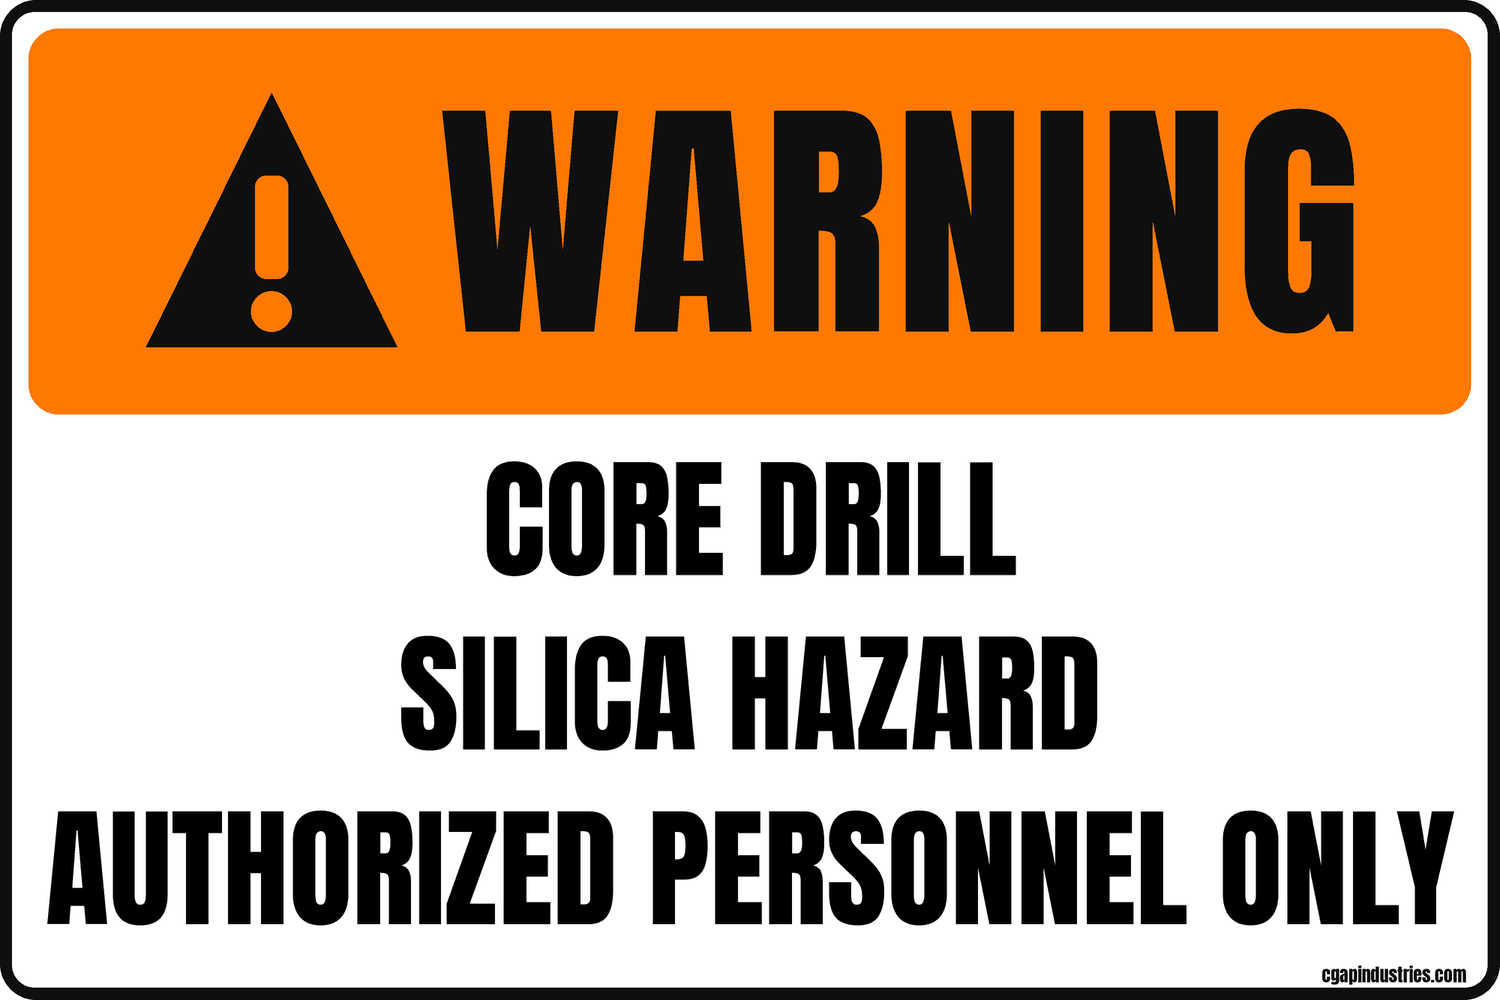 WARNING
CORE DRILL
SILICA HAZARD
AUTHORIZED PERSONNEL ONLY
cgapindustries.com